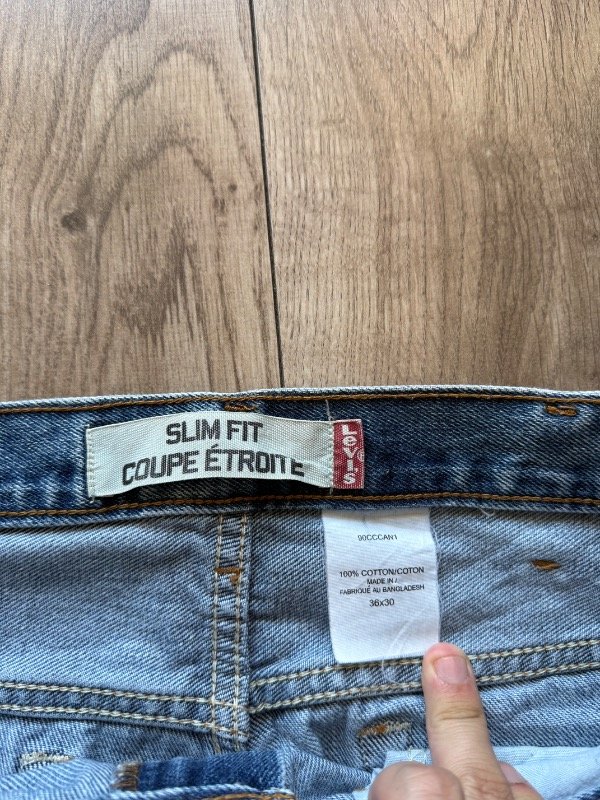 SLIM FIT
COUPE ÉTROITE
Levi's
90CCCAN1
100% COTTON/COTON
MADE IN /
FABRIQUÉ AU BANGLADESH
36x30